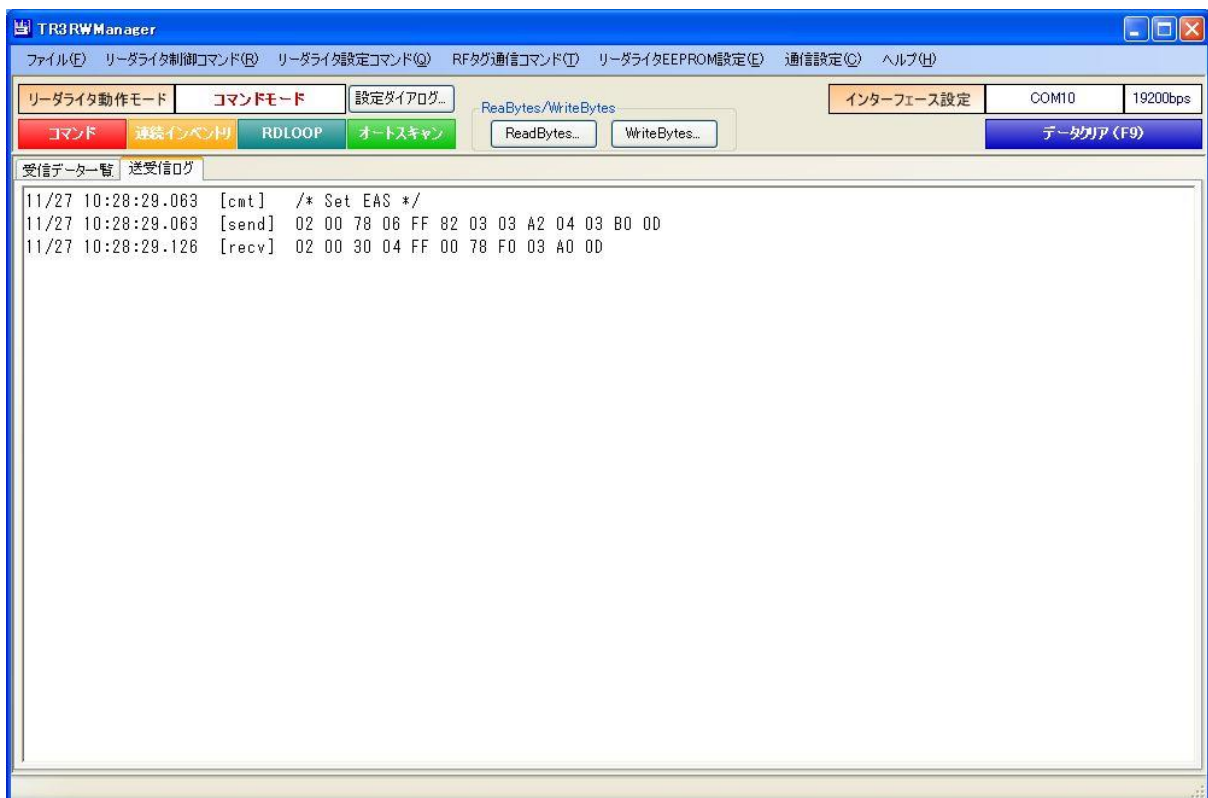 TR3RWManager
ファイル(F) リーダライタ制御コマンド(R) リーダライタ設定コマンド(Q) RFタグ通信コマンド(T) リーダライタEEPROM設定(E) 通信設定(C) ヘルプ(H)
リーダライタ動作モード コマンドモード 設定ダイアログ... ReaBytes/WriteBytes インターフェース設定 COM10 19200bps
コマンド 連続インベントリ RDLOOP オートスキャン ReadBytes... WriteBytes... データクリア(F9)
受信データ一覧 送受信ログ
11/27 10:28:29.063 [cmt] /* Set EAS */
11/27 10:28:29.063 [send] 02 00 78 06 FF 82 03 03 A2 04 03 B0 0D
11/27 10:28:29.126 [recv] 02 00 30 04 FF 00 78 F0 03 A0 0D